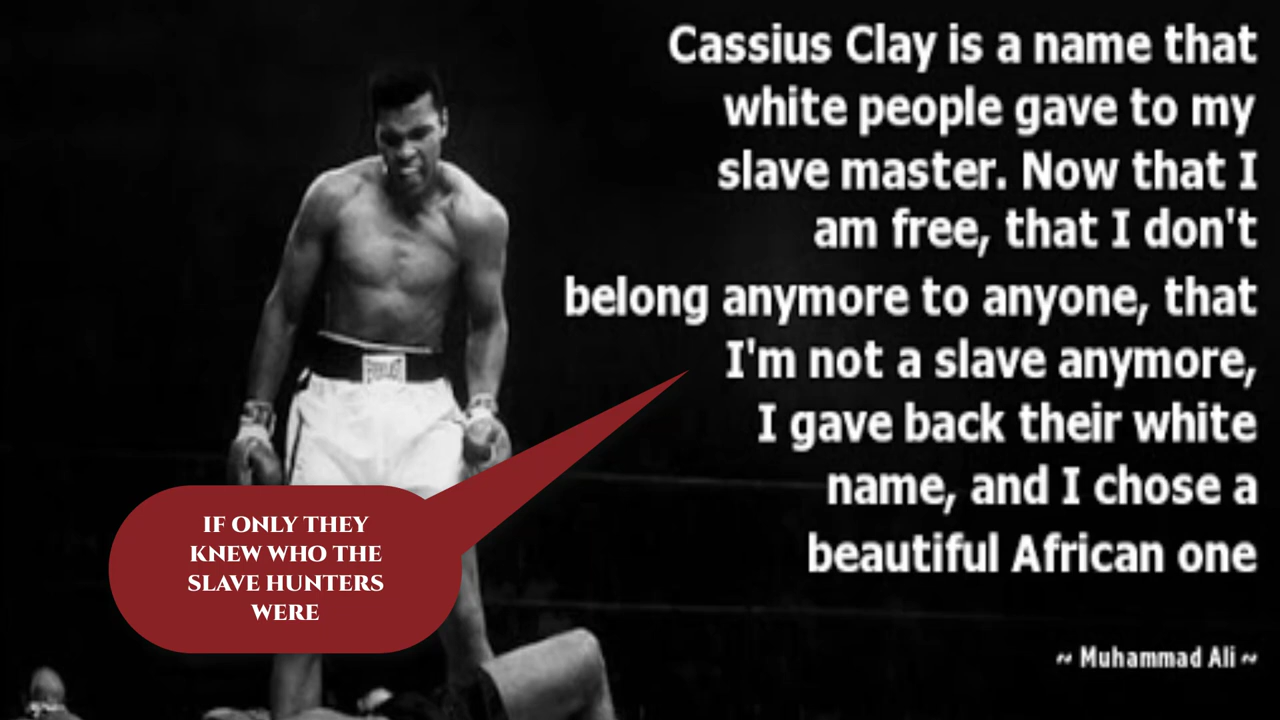 Cassius Clay is a name that
white people gave to my
slave master. Now that I
am free, that I don't
belong anymore to anyone, that
I'm not a slave anymore,
I gave back their white
name, and I chose a
beautiful African one
~ Muhammad Ali ~
EVERLAST
IF ONLY THEY
KNEW WHO THE
SLAVE HUNTERS
WERE